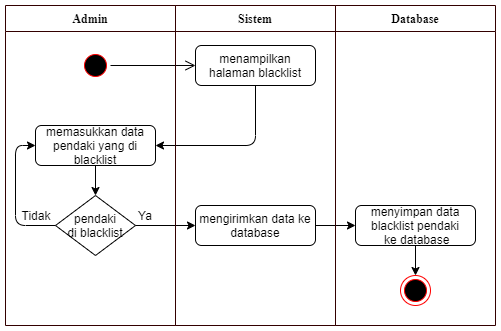 Admin
Sistem
Database
menampilkan
halaman blacklist
memasukkan data
pendaki yang di
blacklist
Tidak
pendaki
di blacklist
Ya
mengirimkan data ke
database
menyimpan data
blacklist pendaki
ke database